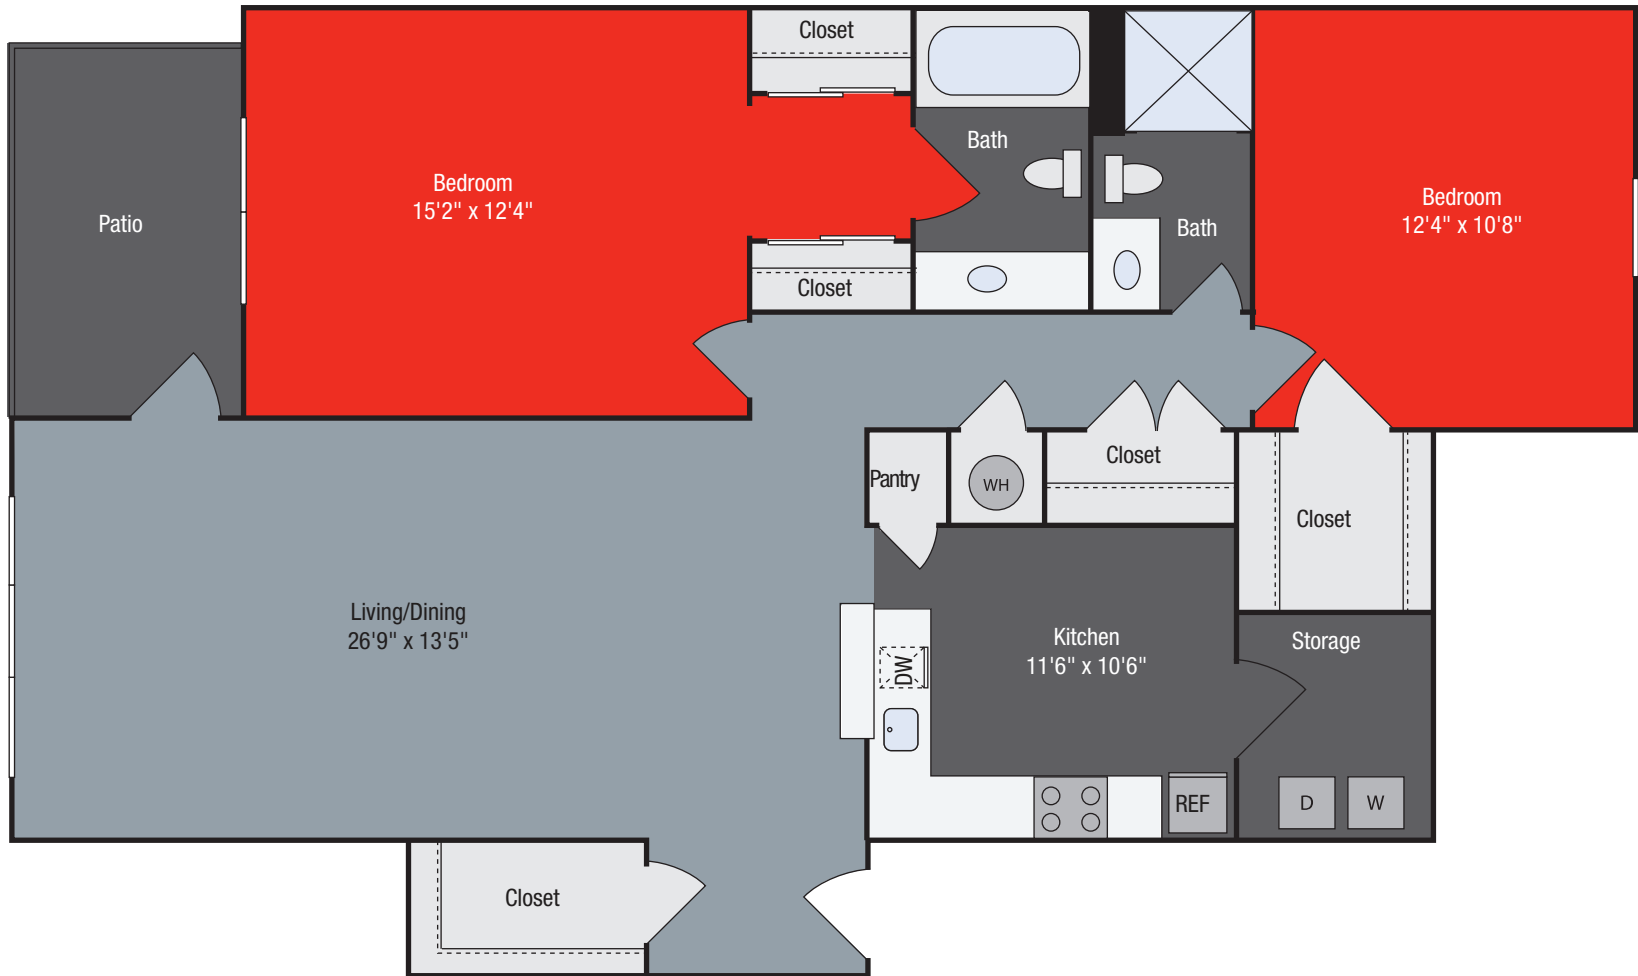 Closet
Bath
Bedroom
15'2" x 12'4"
Bedroom
12'4" x 10'8"
Patio
Bath
Closet
Closet
Pantry
WH
Closet
Living/Dining
26'9" x 13'5"
Kitchen
11'6" x 10'6"
Storage
DW
REF
D
W
Closet